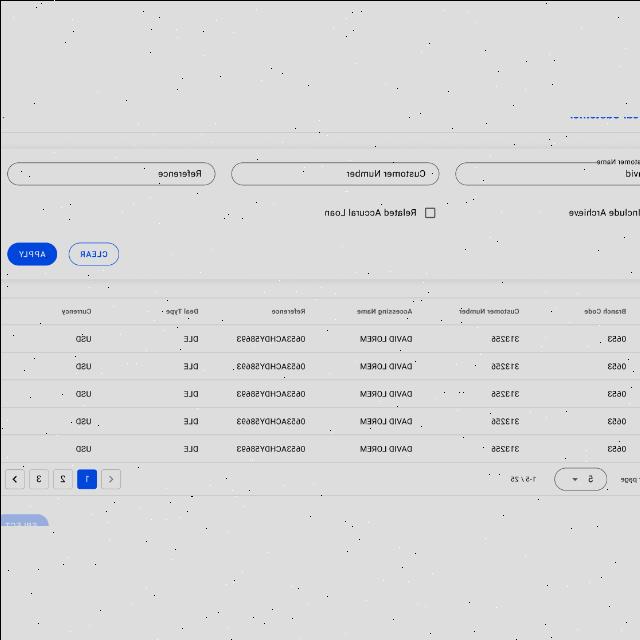 Customer
stomer Name
avid
Customer Number
Reference
Include Archieve
Related Accural Loan
CLEAR
APPLY
Branch Code Customer Number Accessing Name Reference Deal Type Currency
0653 313256 DAVID LOREM 0653ACHDY58693 DLE USD
0653 313256 DAVID LOREM 0653ACHDY58693 DLE USD
0653 313256 DAVID LOREM 0653ACHDY58693 DLE USD
0653 313256 DAVID LOREM 0653ACHDY58693 DLE USD
0653 313256 DAVID LOREM 0653ACHDY58693 DLE USD
r page 5 1-5 / 25 1 2 3